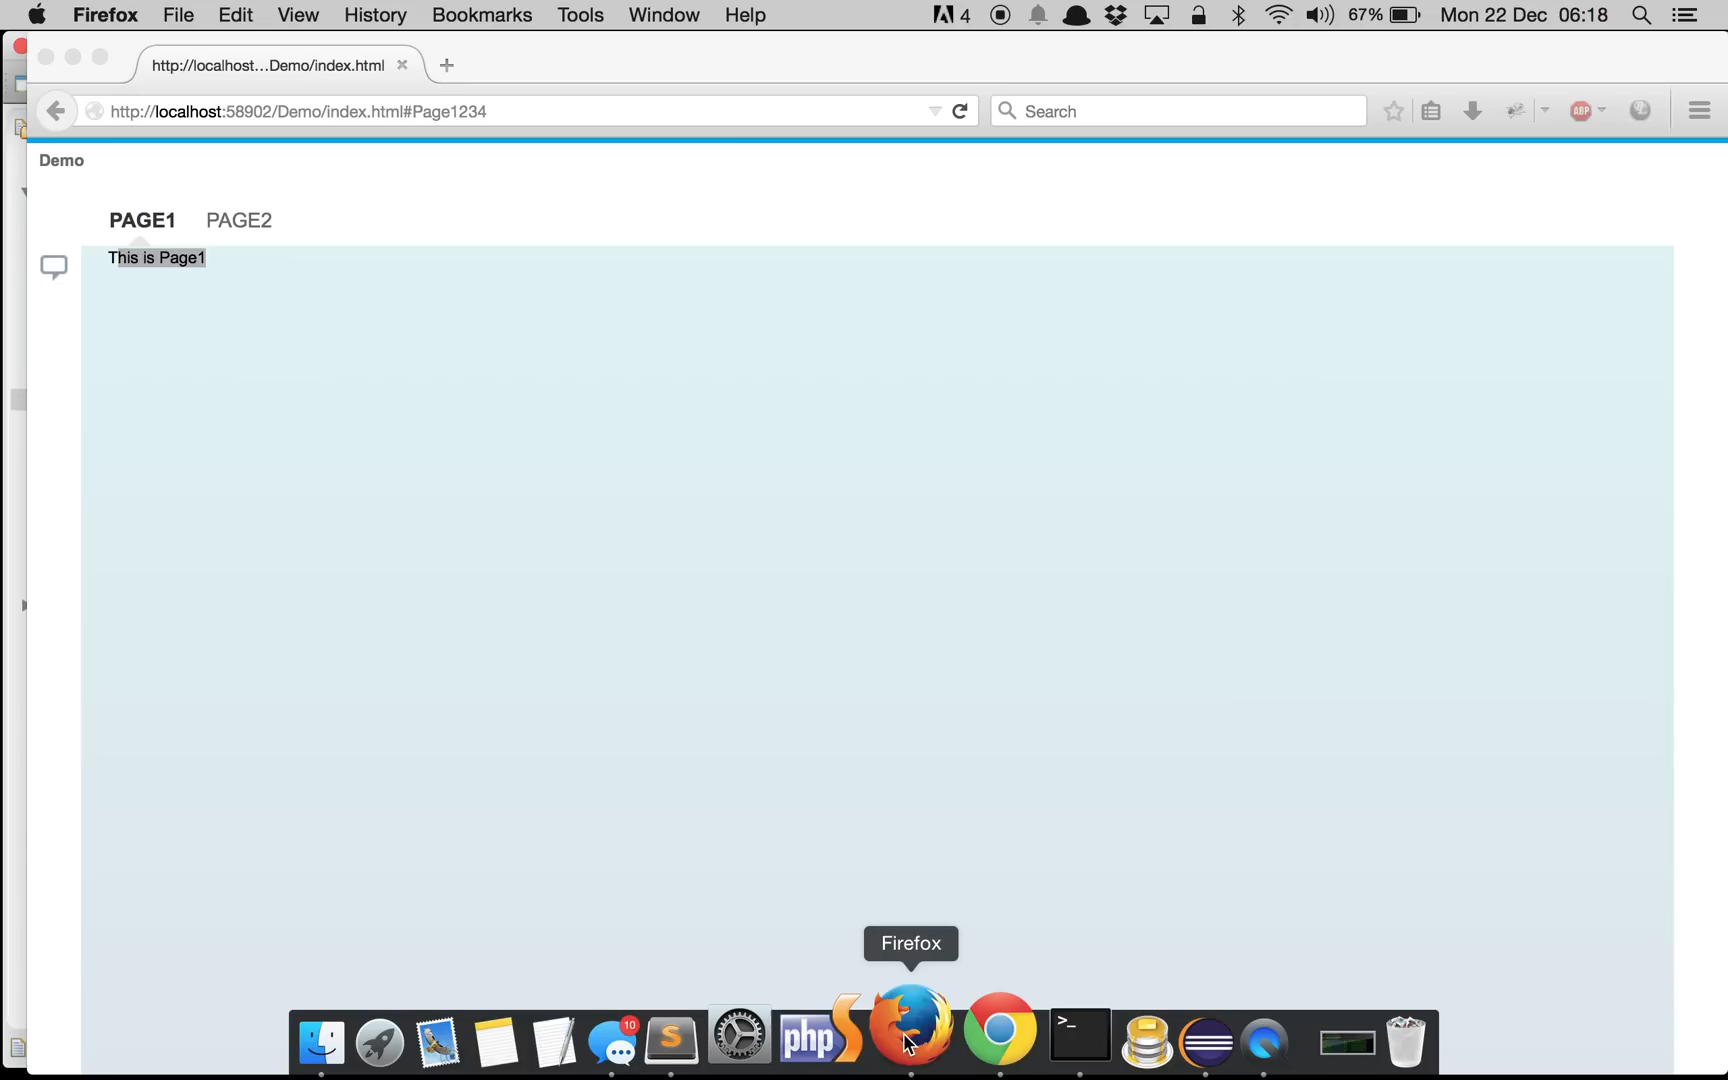 Firefox File Edit View History Bookmarks Tools Window Help 4 67% Mon 22 Dec 06:18
http://localhost...Demo/index.html
http://localhost:58902/Demo/index.html#Page1234 Search ABP
Demo
PAGE1 PAGE2
This is Page1
Firefox
10
S
php
>_